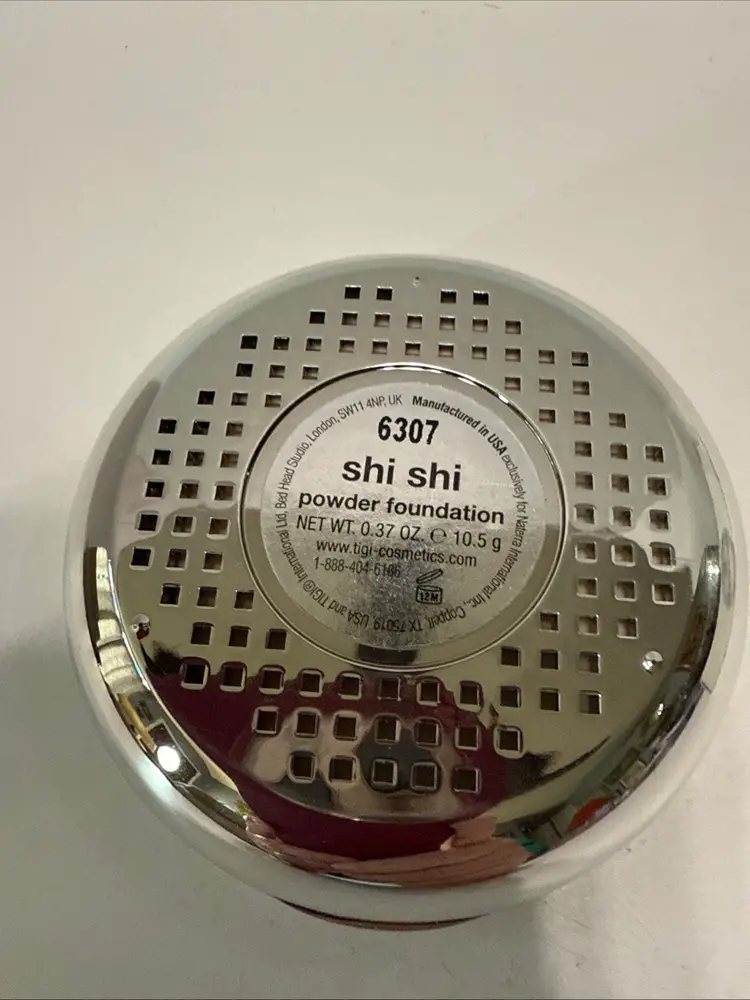 6307
shi shi
powder foundation
NET WT. 0.37 OZ. ℮ 10.5 g
www.tigi-cosmetics.com
1-888-404-6166
12M
Manufactured in USA exclusively for Naterra International Inc., Coppell, TX 75019, USA and TIGI® International Ltd, Bed Head Studio, London, SW11 4NP, UK